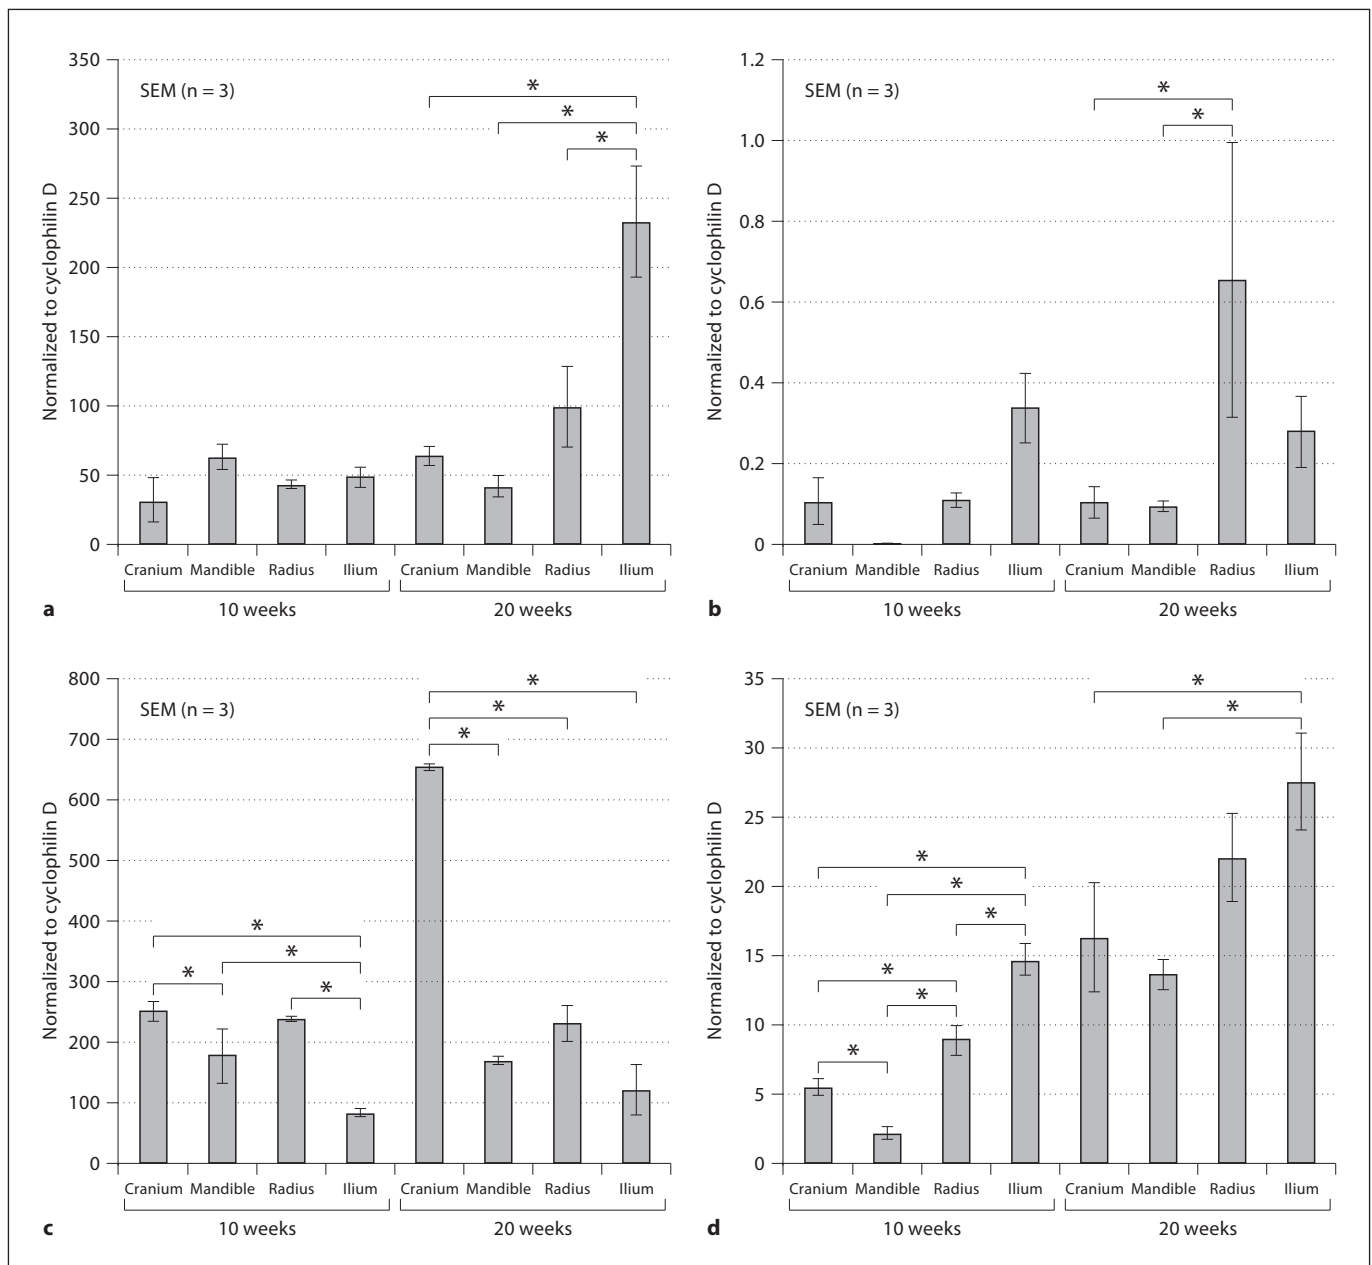 350
300
250
200
150
100
50
0
Normalized to cyclophilin D
SEM (n = 3)
*
*
*
Cranium Mandible Radius Ilium Cranium Mandible Radius Ilium
10 weeks 20 weeks
a
1.2
1.0
0.8
0.6
0.4
0.2
0
Normalized to cyclophilin D
SEM (n = 3)
*
*
Cranium Mandible Radius Ilium Cranium Mandible Radius Ilium
10 weeks 20 weeks
b
800
700
600
500
400
300
200
100
0
Normalized to cyclophilin D
SEM (n = 3)
*
*
*
*
*
*
*
Cranium Mandible Radius Ilium Cranium Mandible Radius Ilium
10 weeks 20 weeks
c
35
30
25
20
15
10
5
0
Normalized to cyclophilin D
SEM (n = 3)
*
*
*
*
*
*
*
*
Cranium Mandible Radius Ilium Cranium Mandible Radius Ilium
10 weeks 20 weeks
d